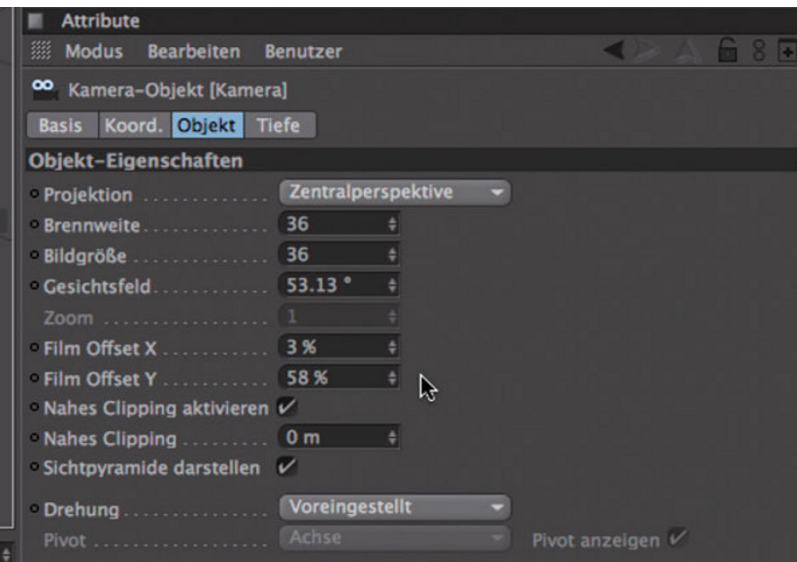 Attribute
Modus Bearbeiten Benutzer
Kamera-Objekt [Kamera]
Basis Koord. Objekt Tiefe
Objekt-Eigenschaften
Projektion ............. Zentralperspektive
Brennweite ............. 36
Bildgröße ............. 36
Gesichtsfeld ............. 53.13 °
Zoom ............. 1
Film Offset X ............. 3 %
Film Offset Y ............. 58 %
Nahes Clipping aktivieren ✓
Nahes Clipping ............. 0 m
Sichtpyramide darstellen ✓
Drehung ............. Voreingestellt
Pivot ............. Achse Pivot anzeigen ✓